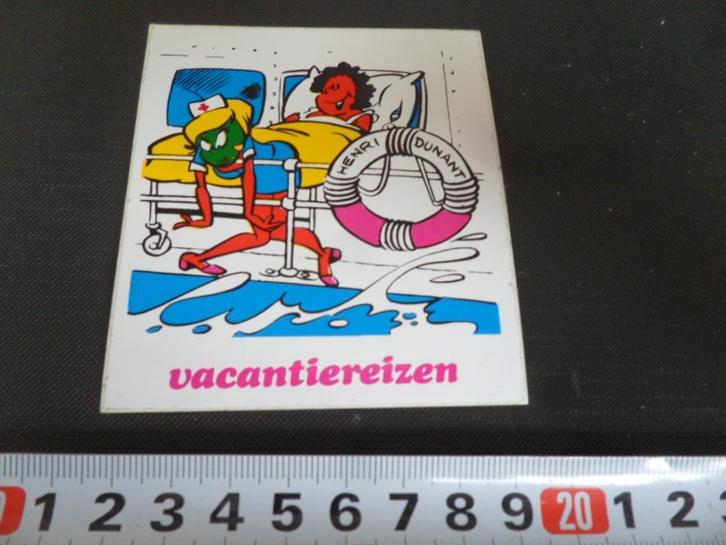 HENRI DUNANT
vacantiereizen
1 2 3 4 5 6 7 8 9 20 1 2